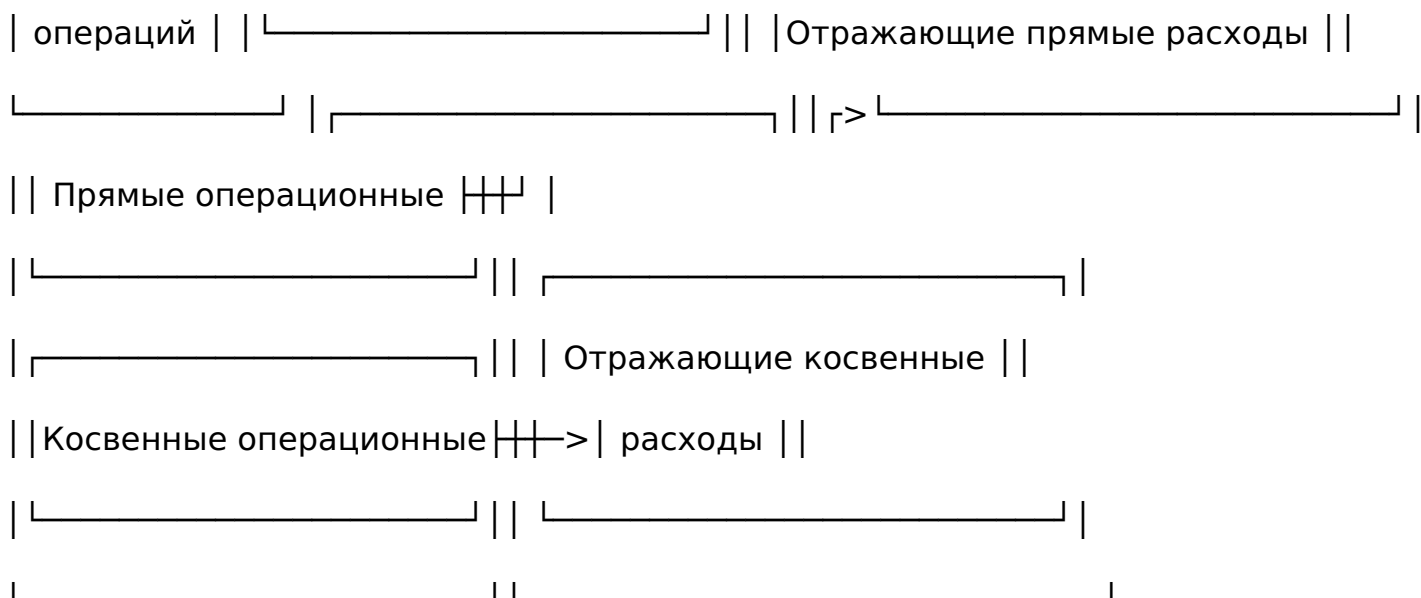 │ операций │ │└──────────────────────┘││ │Отражающие прямые расходы ││
└─────────────┘ │┌──────────────────────┐││┌>└──────────────────────────┘│
││ Прямые операционные ├┼┼┘ │
│└──────────────────────┘││ ┌──────────────────────────┐│
│┌──────────────────────┐││ │ Отражающие косвенные ││
││Косвенные операционные├┼┼─>│ расходы ││
│└──────────────────────┘││ └──────────────────────────┘│